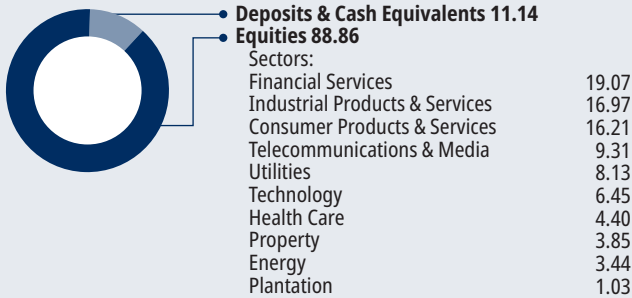 Deposits & Cash Equivalents 11.14
Equities 88.86
Sectors:
Financial Services 19.07
Industrial Products & Services 16.97
Consumer Products & Services 16.21
Telecommunications & Media 9.31
Utilities 8.13
Technology 6.45
Health Care 4.40
Property 3.85
Energy 3.44
Plantation 1.03